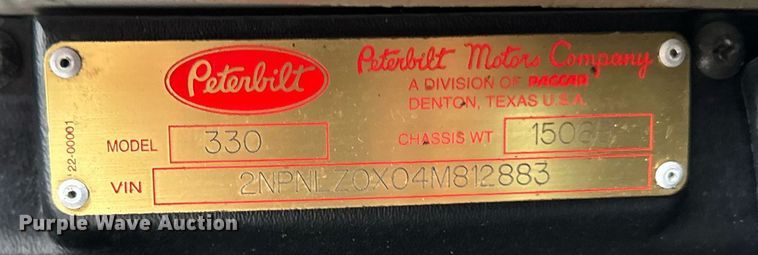 Peterbilt
Peterbilt Motors Company
A DIVISION OF PACCAR
DENTON, TEXAS U.S.A.
MODEL 330 CHASSIS WT
VIN 2NPNLZ0X04M812883
22-00001
Purple Wave Auction